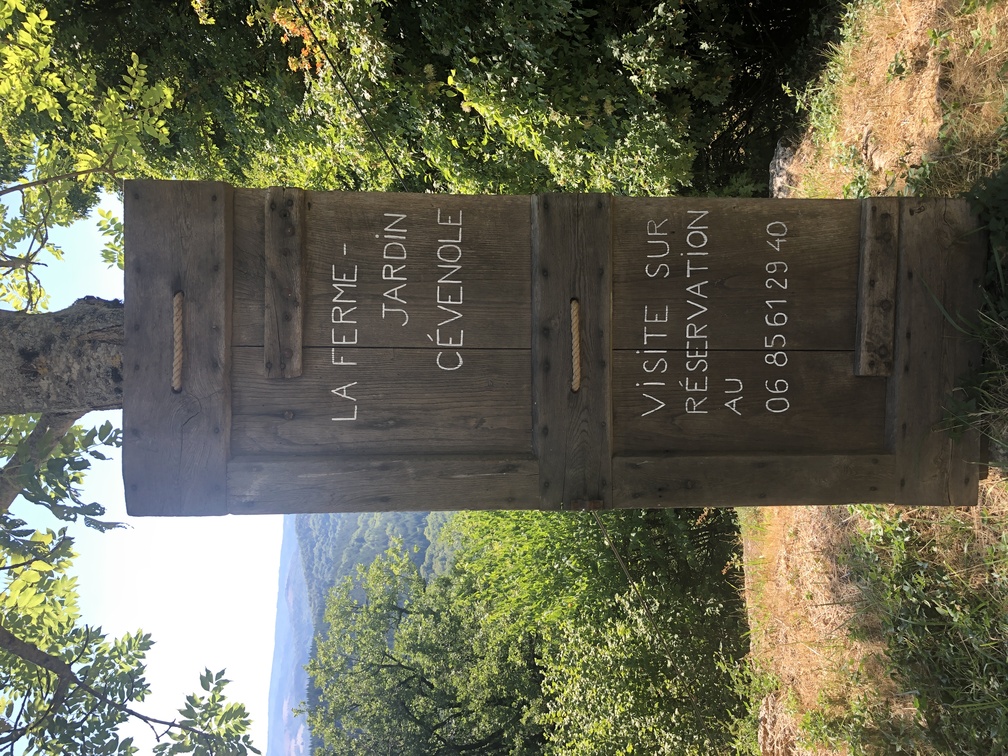 LA FERME-
JARDIN
CÉVENOLE
VISITE SUR
RÉSERVATION
AU
06 85 61 29 40